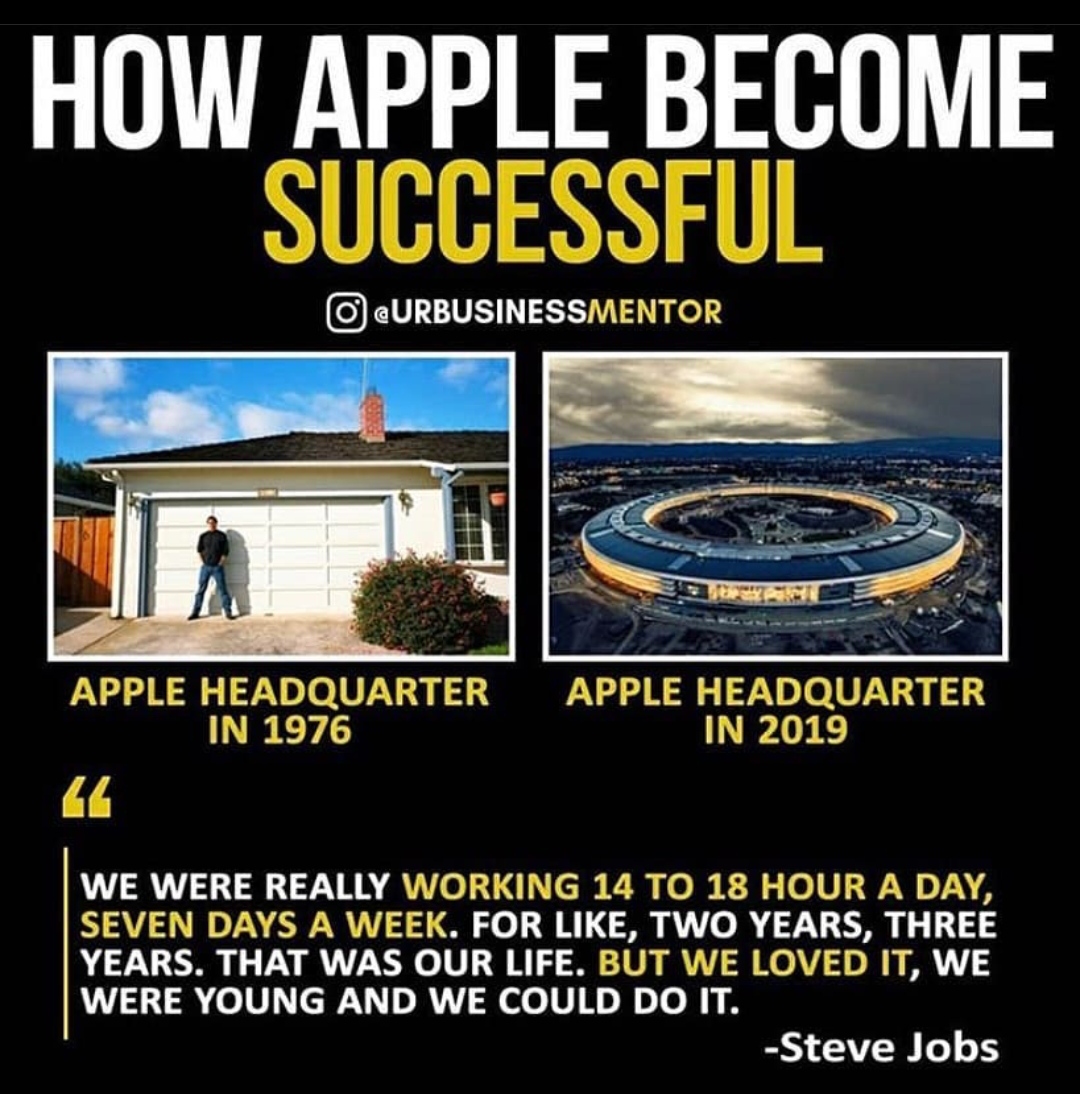 HOW APPLE BECOME
SUCCESSFUL
@URBUSINESSMENTOR
APPLE HEADQUARTER
IN 1976
APPLE HEADQUARTER
IN 2019
“
WE WERE REALLY WORKING 14 TO 18 HOUR A DAY,
SEVEN DAYS A WEEK. FOR LIKE, TWO YEARS, THREE
YEARS. THAT WAS OUR LIFE. BUT WE LOVED IT, WE
WERE YOUNG AND WE COULD DO IT.
-Steve Jobs